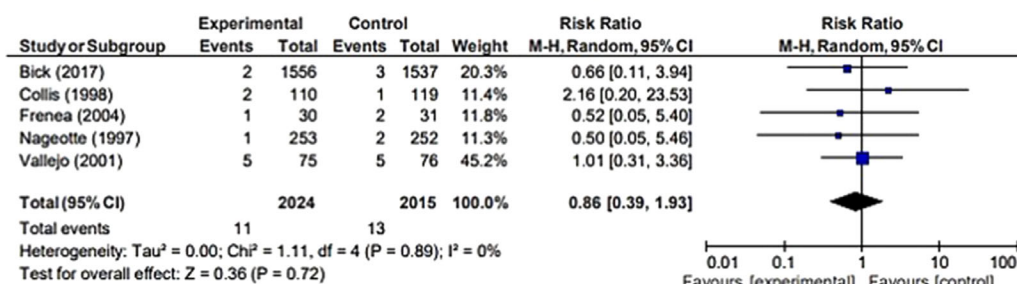 Experimental Control Risk Ratio Risk Ratio
Study or Subgroup Events Total Events Total Weight M-H, Random, 95% CI M-H, Random, 95% CI
Bick (2017) 2 1556 3 1537 20.3% 0.66 [0.11, 3.94]
Collis (1998) 2 110 1 119 11.4% 2.16 [0.20, 23.53]
Frenea (2004) 1 30 2 31 11.8% 0.52 [0.05, 5.40]
Nageotte (1997) 1 253 2 252 11.3% 0.50 [0.05, 5.46]
Vallejo (2001) 5 75 5 76 45.2% 1.01 [0.31, 3.36]
Total (95% CI) 2024 2015 100.0% 0.86 [0.39, 1.93]
Total events 11 13
Heterogeneity: Tau² = 0.00; Chi² = 1.11, df = 4 (P = 0.89); I² = 0%
Test for overall effect: Z = 0.36 (P = 0.72)
0.01 0.1 1 10 100
Favours [experimental] Favours [control]